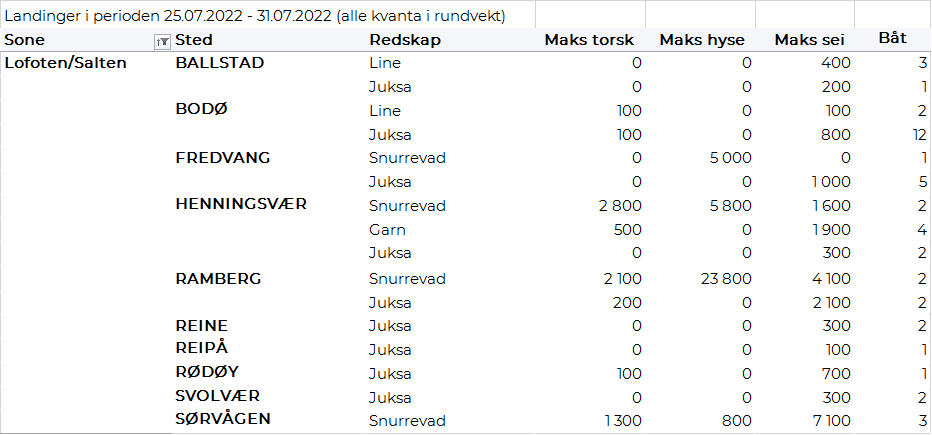 Landinger i perioden 25.07.2022 - 31.07.2022 (alle kvanta i rundvekt)
Sone Sted Redskap Maks torsk Maks hyse Maks sei Båt
Lofoten/Salten BALLSTAD Line 0 0 400 3
Juksa 0 0 200 1
BODØ Line 100 0 100 2
Juksa 100 0 800 12
FREDVANG Snurrevad 0 5 000 0 1
Juksa 0 0 1 000 5
HENNINGSVÆR Snurrevad 2 800 5 800 1 600 2
Garn 500 0 1 900 4
Juksa 0 0 300 2
RAMBERG Snurrevad 2 100 23 800 4 100 2
Juksa 200 0 2 100 2
REINE Juksa 0 0 300 2
REIPÅ Juksa 0 0 100 1
RØDØY Juksa 100 0 700 1
SVOLVÆR Juksa 0 0 300 2
SØRVÅGEN Snurrevad 1 300 800 7 100 3